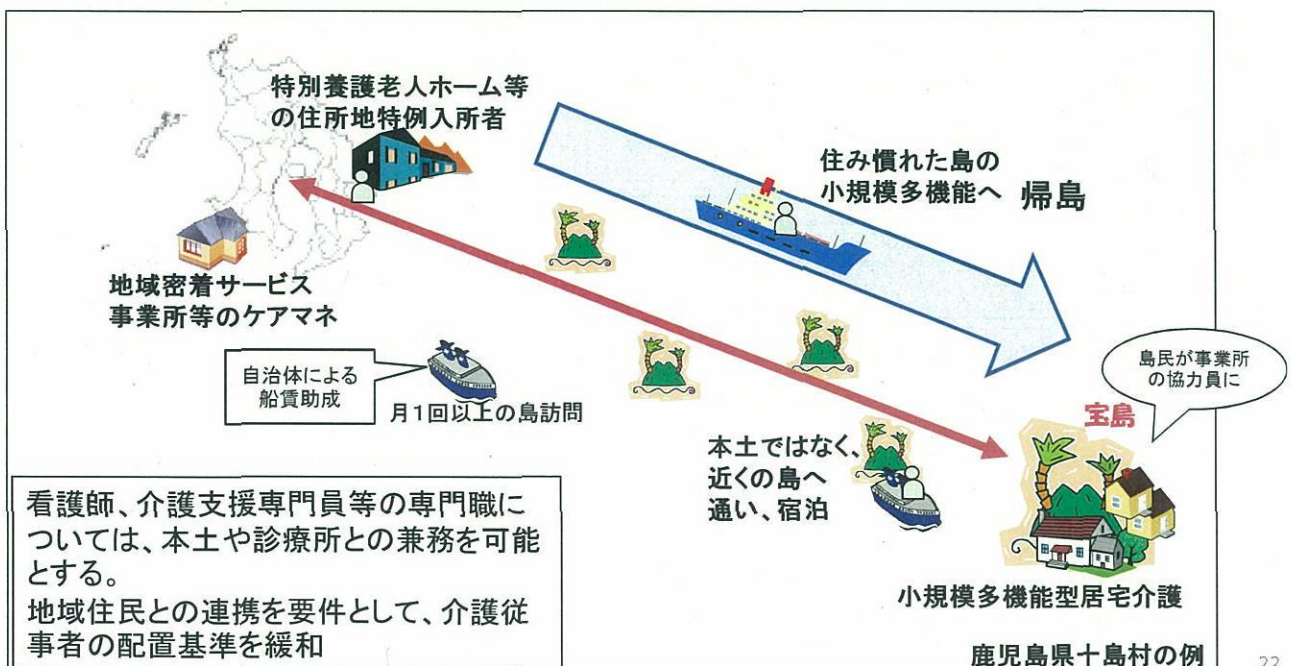 特別養護老人ホーム等
の住所地特例入所者
住み慣れた島の
小規模多機能へ 帰島
地域密着サービス
事業所等のケアマネ
自治体による
船賃助成
月1回以上の島訪問
島民が事業所
の協力員に
宝島
本土ではなく、
近くの島へ
通い、宿泊
小規模多機能型居宅介護
看護師、介護支援専門員等の専門職に
ついては、本土や診療所との兼務を可能
とする。
地域住民との連携を要件として、介護従
事者の配置基準を緩和
鹿児島県十島村の例
22